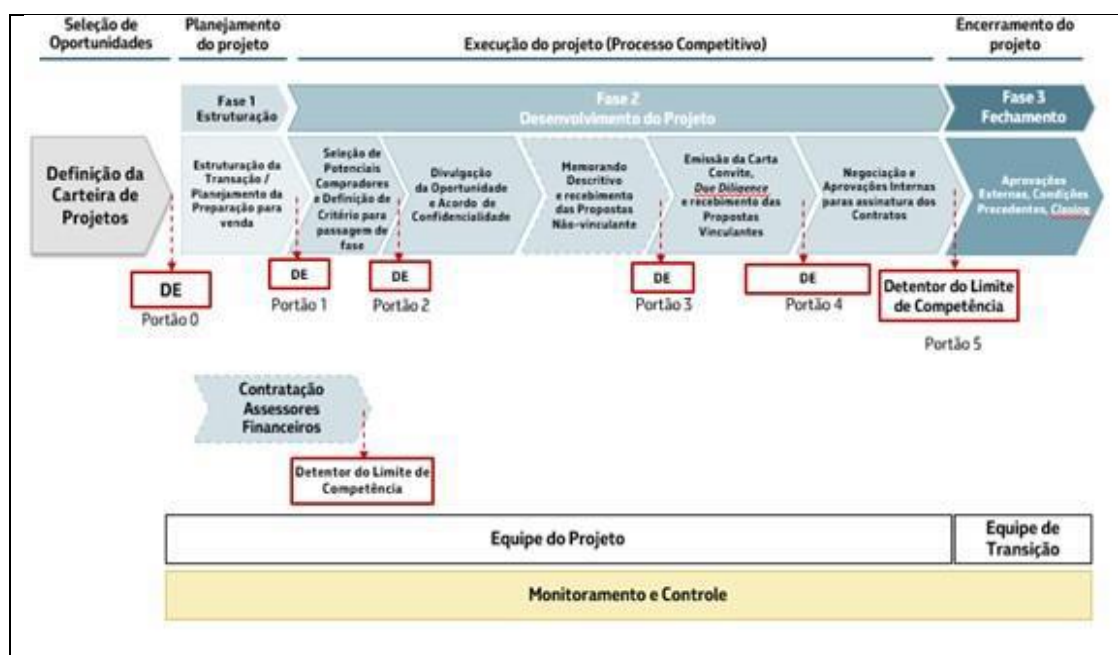 Seleção de
Oportunidades
Planejamento
do projeto
Execução do projeto (Processo Competitivo)
Encerramento do
projeto
Fase 1
Estruturação
Fase 2
Desenvolvimento do Projeto
Fase 3
Fechamento
Definição da
Carteira de
Projetos
Estruturação da
Transação /
Planejamento da
Preparação para
venda
Seleção de
Potenciais
Compradores
e Definição de
Critério para
passagem de
fase
Divulgação
da Oportunidade
e Acordo de
Confidencialidade
Memorando
Descritivo
e recebimento
das Propostas
Não-vinculante
Emissão da Carta
Convite,
Due Diligence
e recebimento das
Propostas
Vinculantes
Negociação e
Aprovações Internas
paras assinatura dos
Contratos
Aprovações
Externas, Condições
Precedentes, Closing
DE
Portão 0
DE
Portão 1
DE
Portão 2
DE
Portão 3
DE
Portão 4
Detentor do Limite
de Competência
Portão 5
Contratação
Assessores
Financeiros
Detentor do Limite de
Competência
Equipe do Projeto
Equipe de
Transição
Monitoramento e Controle